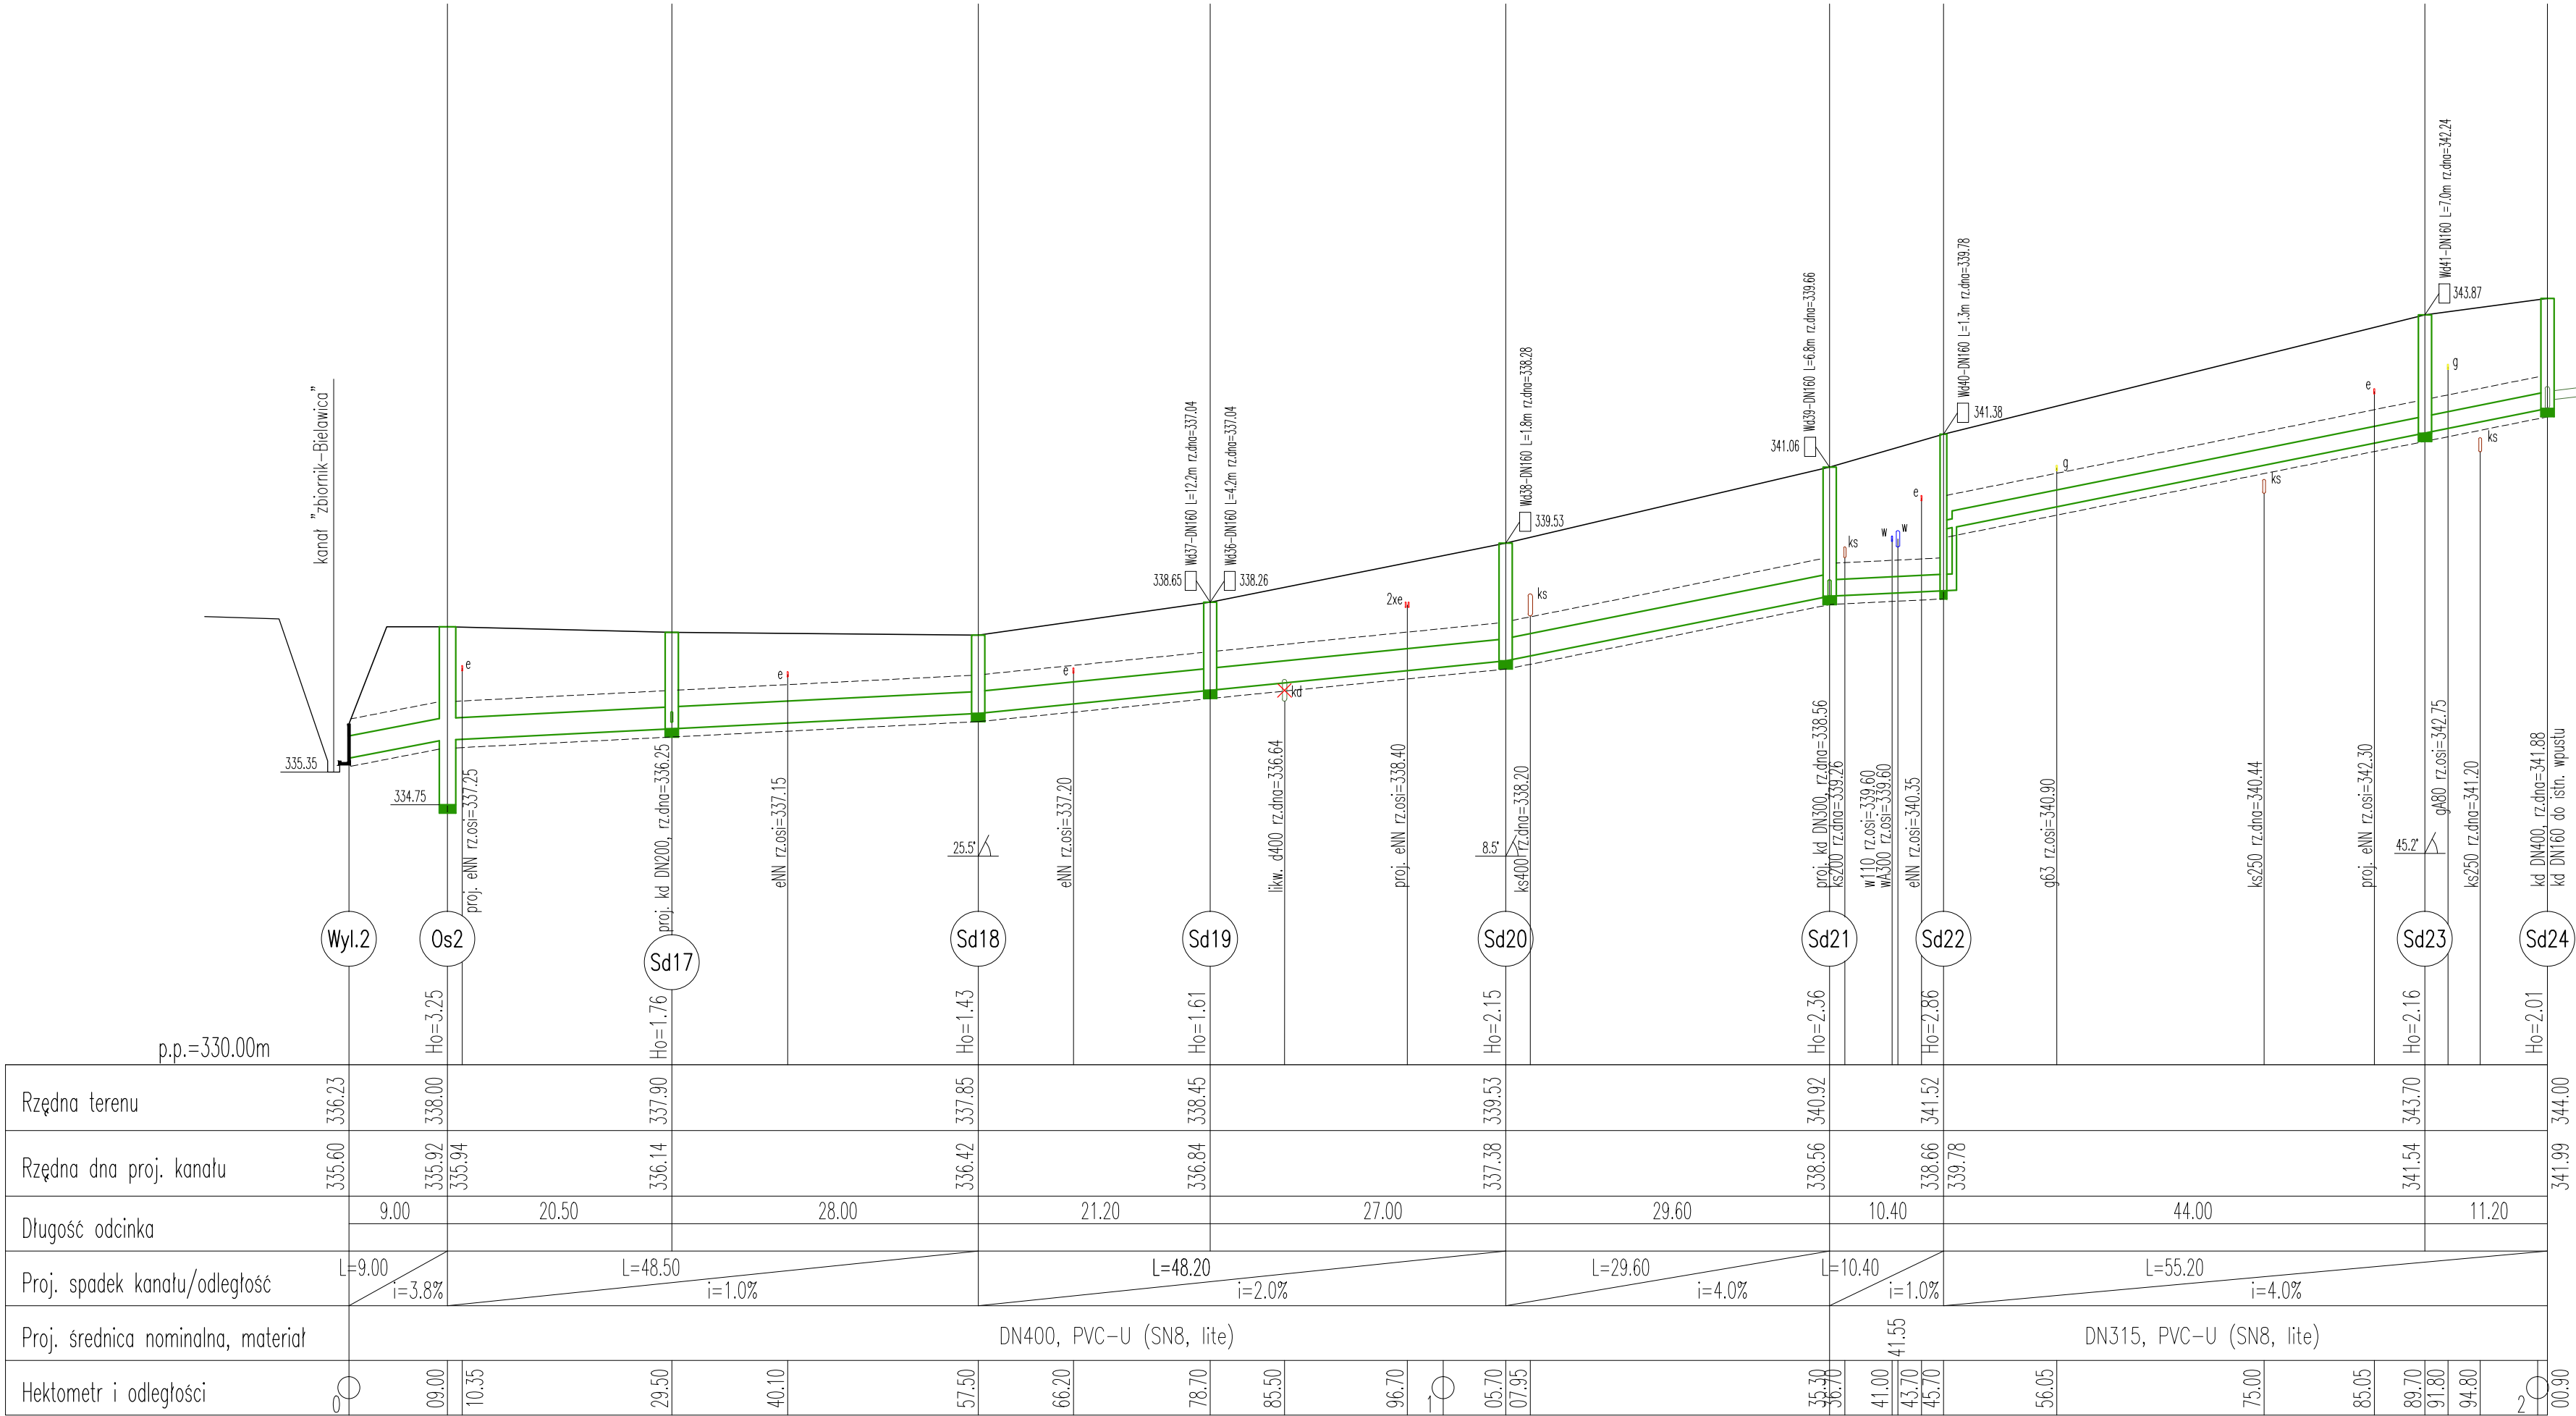 Wd41-DN160 L=7.0m rz.dna=342.24
343.87
Wd40-DN160 L=1.3m rz.dna=339.78
341.38
Wd39-DN160 L=6.8m rz.dna=339.66
341.06
Wd38-DN160 L=1.8m rz.dna=338.28
339.53
Wd37-DN160 L=12.2m rz.dna=337.04
Wd36-DN160 L=4.2m rz.dna=337.04
338.65
338.26
kanał "zbiornik-Bielawica"
335.35
334.75
e
e
e
kd
2xe
ks
ks
w
w
e
g
ks
e
g
ks
proj. eNN rz.osi=337.25
proj. kd DN200, rz.dna=336.25
eNN rz.osi=337.15
25.5°
eNN rz.osi=337.20
likw. d400 rz.dna=336.64
proj. eNN rz.osi=338.40
8.5°
ks400 rz.dna=338.20
proj. kd DN300, rz.dna=338.56
ks200 rz.dna=339.26
w110 rz.osi=339.60
wA300 rz.osi=339.60
eNN rz.osi=340.35
g63 rz.osi=340.90
ks250 rz.dna=340.44
proj. eNN rz.osi=342.30
45.2°
gA80 rz.osi=342.75
ks250 rz.dna=341.20
kd DN400, rz.dna=341.88
kd DN160 do istn. wpustu
Wyl.2 Os2 Sd17 Sd18 Sd19 Sd20 Sd21 Sd22 Sd23 Sd24
Ho=3.25 Ho=1.76 Ho=1.43 Ho=1.61 Ho=2.15 Ho=2.36 Ho=2.86 Ho=2.16 Ho=2.01
p.p.=330.00m
Rzędna terenu 336.23 338.00 337.90 337.85 338.45 339.53 340.92 341.52 343.70 344.00
Rzędna dna proj. kanału 335.60 335.92 335.94 336.14 336.42 336.84 337.38 338.56 338.66 339.78 341.54 341.99
Długość odcinka 9.00 20.50 28.00 21.20 27.00 29.60 10.40 44.00 11.20
Proj. spadek kanału/odległość L=9.00 i=3.8% L=48.50 i=1.0% L=48.20 i=2.0% L=29.60 i=4.0% L=10.40 i=1.0% L=55.20 i=4.0%
Proj. średnica nominalna, materiał DN400, PVC-U (SN8, lite) DN315, PVC-U (SN8, lite)
Hektometr i odległości 0 09.00 10.35 29.50 40.10 57.50 66.20 78.70 85.50 96.70 1 05.70 07.95 35.30 36.70 41.00 41.55 43.70 45.70 56.05 75.00 85.05 89.70 91.80 94.80 2 00.90